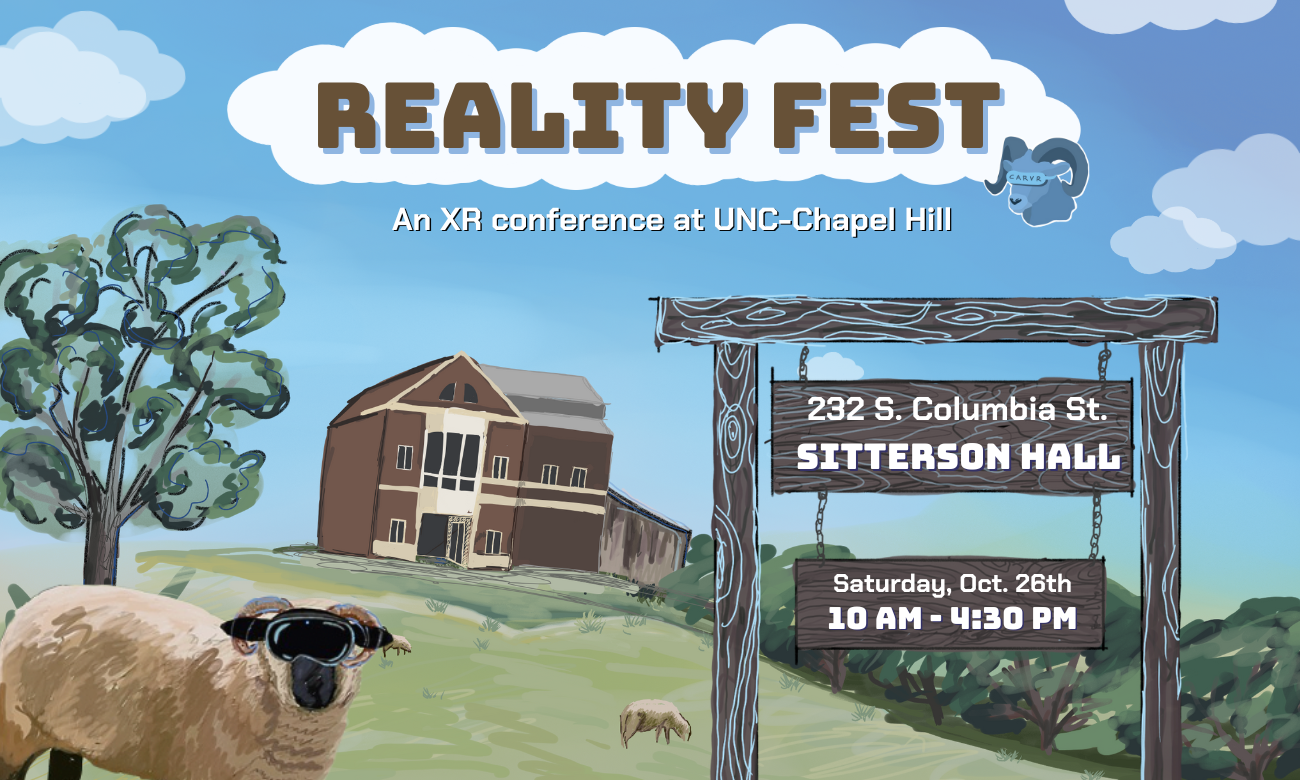 REALITY FEST
CARVR
An XR conference at UNC-Chapel Hill
232 S. Columbia St.
SITTERSON HALL
Saturday, Oct. 26th
10 AM - 4:30 PM